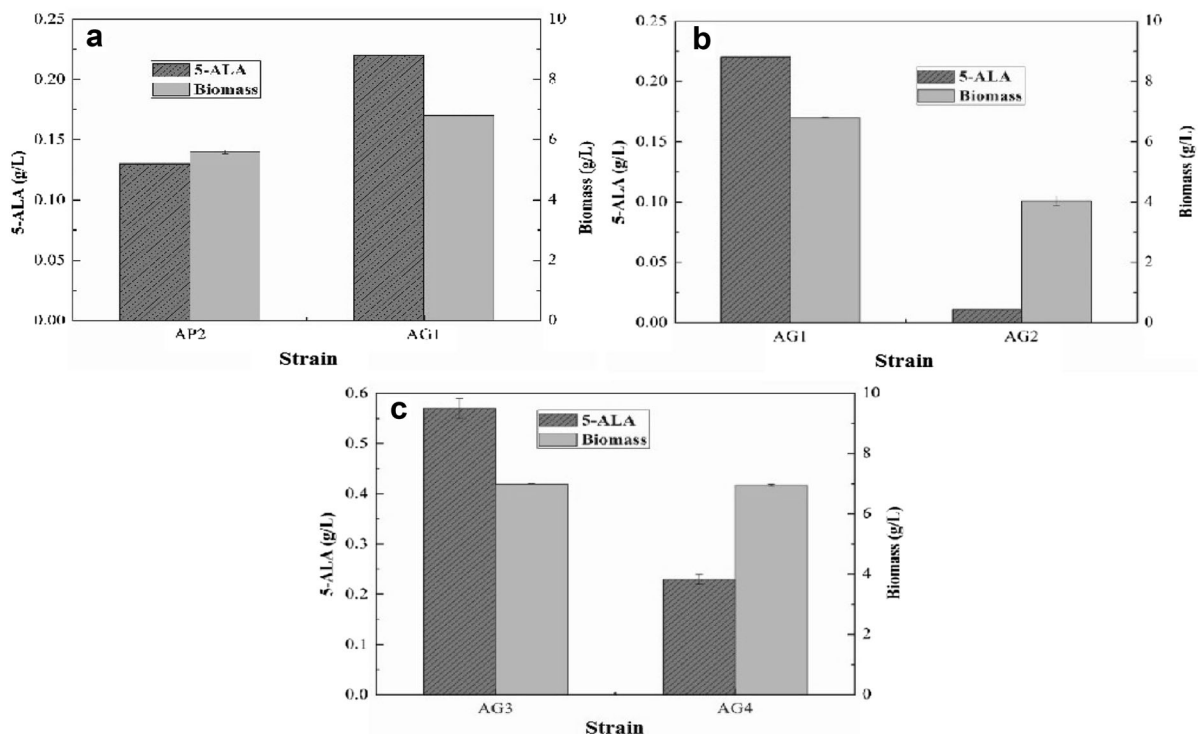 a
5-ALA
Biomass
0.25
0.20
0.15
0.10
0.05
0.00
5-ALA (g/L)
10
8
6
4
2
0
Biomass (g/L)
AP2 AG1
Strain
b
5-ALA
Biomass
0.25
0.20
0.15
0.10
0.05
0.00
5-ALA (g/L)
10
8
6
4
2
0
Biomass (g/L)
AG1 AG2
Strain
c
5-ALA
Biomass
0.6
0.5
0.4
0.3
0.2
0.1
0.0
5-ALA (g/L)
10
8
6
4
2
0
Biomass (g/L)
AG3 AG4
Strain